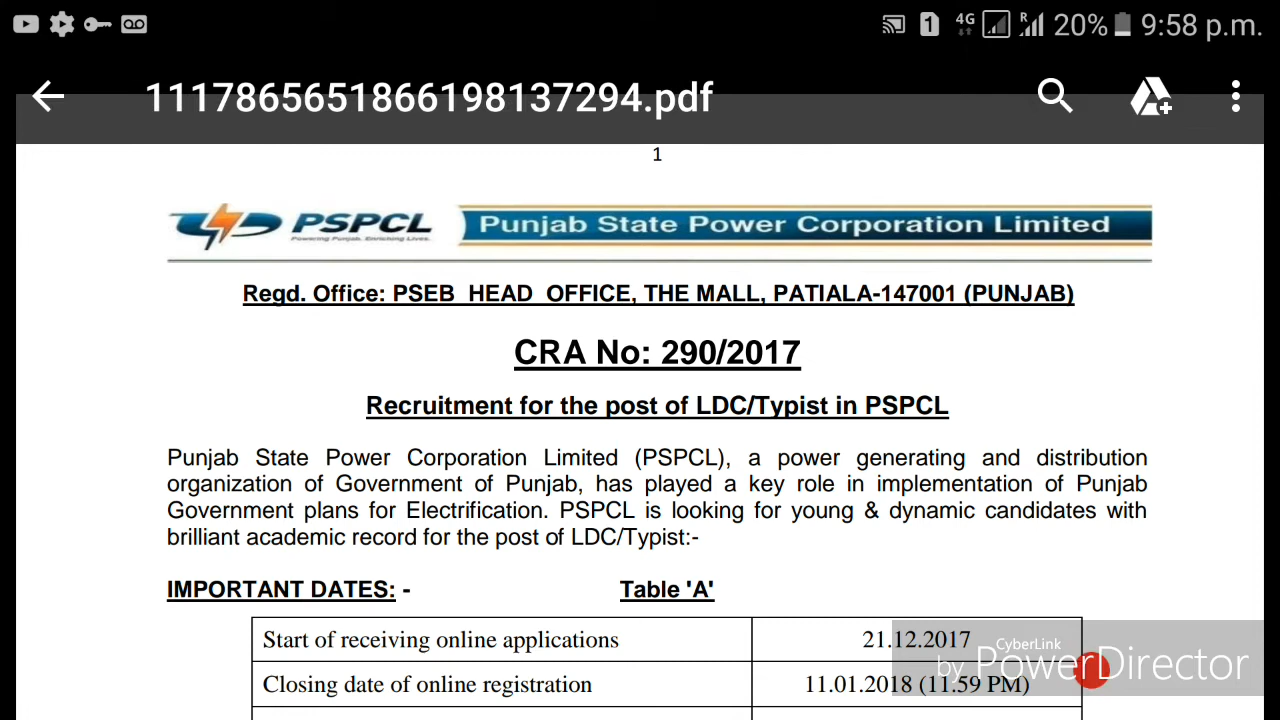 4G R 20% 9:58 p.m.
1117865651866198137294.pdf
1
PSPCL Punjab State Power Corporation Limited
Powering Punjab. Enriching Lives.
Regd. Office: PSEB HEAD OFFICE, THE MALL, PATIALA-147001 (PUNJAB)
CRA No: 290/2017
Recruitment for the post of LDC/Typist in PSPCL
Punjab State Power Corporation Limited (PSPCL), a power generating and distribution
organization of Government of Punjab, has played a key role in implementation of Punjab
Government plans for Electrification. PSPCL is looking for young & dynamic candidates with
brilliant academic record for the post of LDC/Typist:-
IMPORTANT DATES: - Table 'A'
Start of receiving online applications 21.12.2017
Closing date of online registration 11.01.2018 (11.59 PM)
CyberLink
by PowerDirector